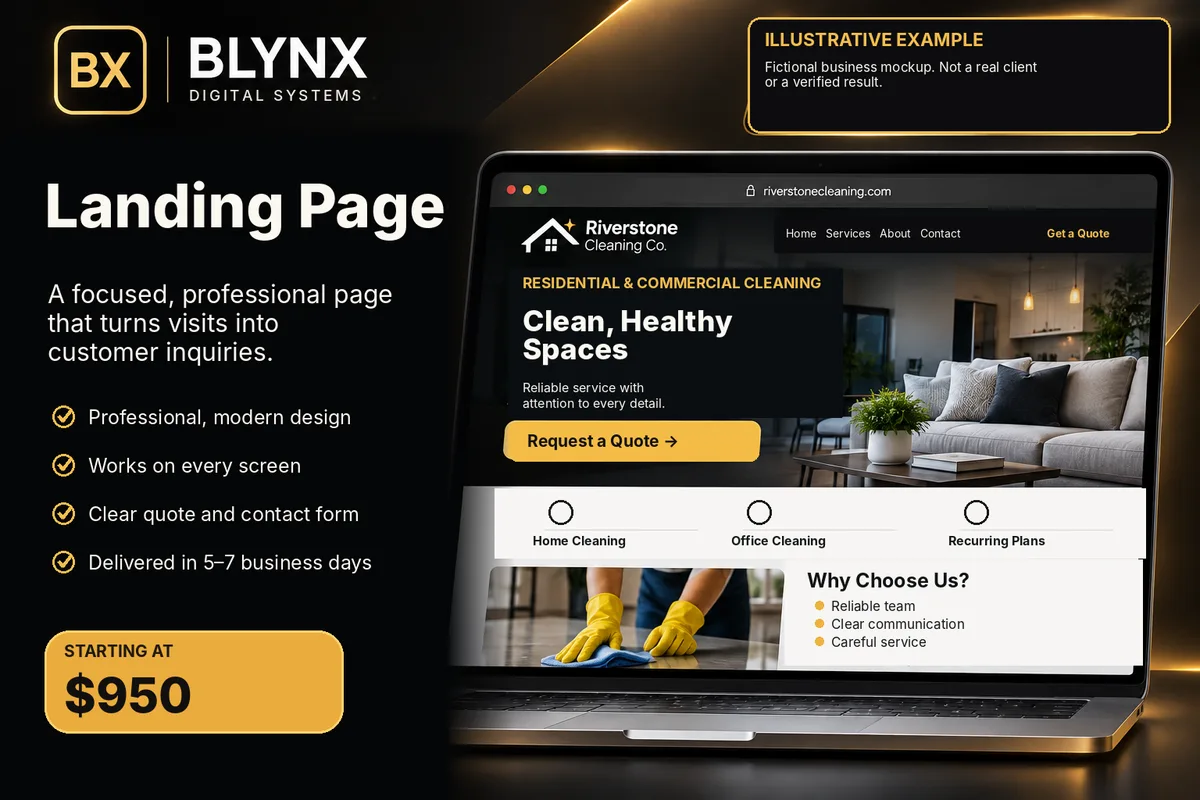 BX
BLYNX
DIGITAL SYSTEMS
ILLUSTRATIVE EXAMPLE
Fictional business mockup. Not a real client
or a verified result.
Landing Page
A focused, professional page
that turns visits into
customer inquiries.
Professional, modern design
Works on every screen
Clear quote and contact form
Delivered in 5–7 business days
STARTING AT
$950
riverstonecleaning.com
Riverstone
Cleaning Co.
Home Services About Contact Get a Quote
RESIDENTIAL & COMMERCIAL CLEANING
Clean, Healthy
Spaces
Reliable service with
attention to every detail.
Request a Quote →
Home Cleaning Office Cleaning Recurring Plans
Why Choose Us?
Reliable team
Clear communication
Careful service